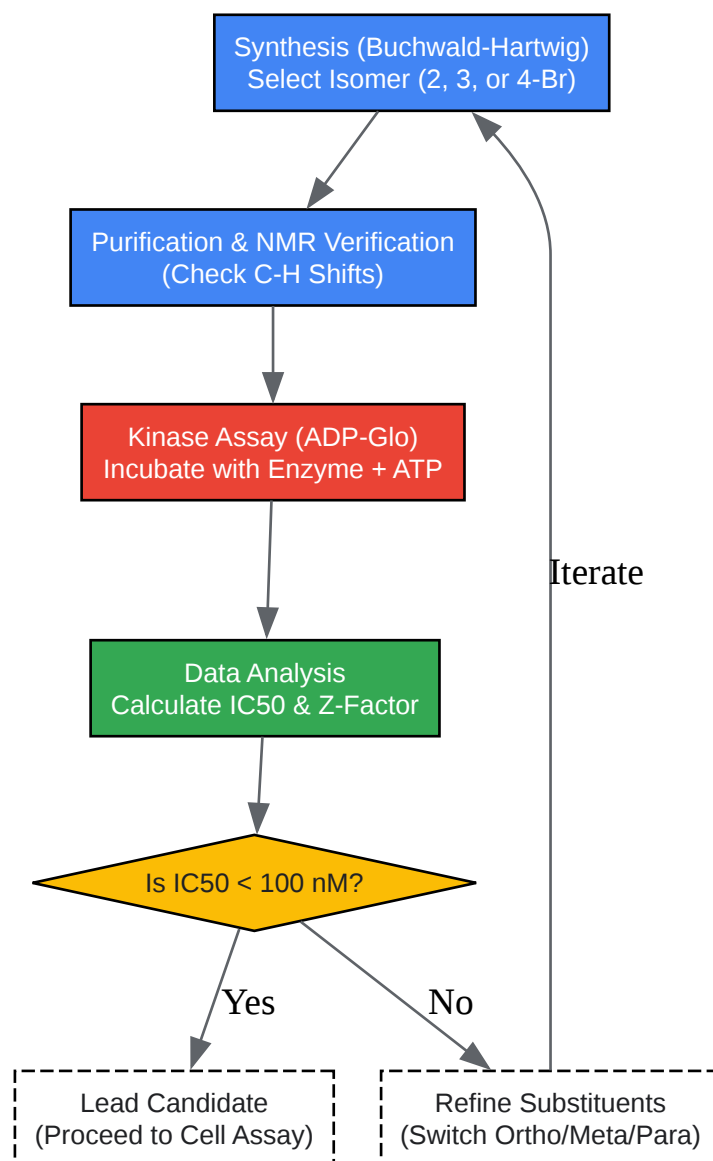 Synthesis (Buchwald-Hartwig)
Select Isomer (2, 3, or 4-Br)
Purification & NMR Verification
(Check C-H Shifts)
Kinase Assay (ADP-Glo)
Incubate with Enzyme + ATP
Iterate
Data Analysis
Calculate IC50 & Z-Factor
Is IC50 < 100 nM?
Yes
No
Lead Candidate
(Proceed to Cell Assay)
Refine Substituents
(Switch Ortho/Meta/Para)